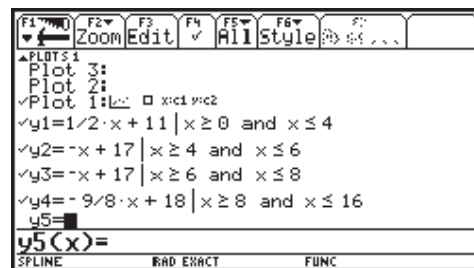 F1 F2 Zoom F3 Edit F4 ✓ F5 All F6 Style F7
PLOTS 1
Plot 3:
Plot 2:
✓Plot 1: x:c1 y:c2
✓y1=1/2·x + 11|x ≥ 0 and x ≤ 4
✓y2=-x + 17|x ≥ 4 and x ≤ 6
✓y3=-x + 17|x ≥ 6 and x ≤ 8
✓y4=-9/8·x + 18|x ≥ 8 and x ≤ 16
y5=
y5(x)=
SPLINE RAD EXACT FUNC